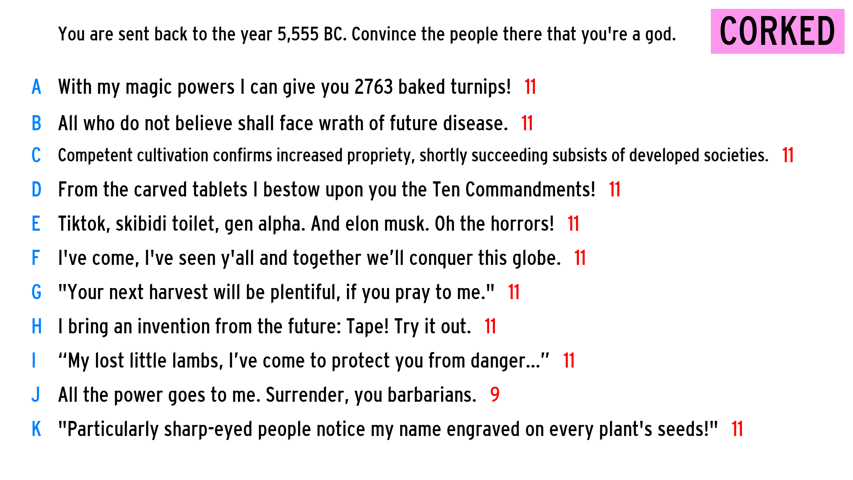 You are sent back to the year 5,555 BC. Convince the people there that you're a god.
CORKED
A With my magic powers I can give you 2763 baked turnips! 11
B All who do not believe shall face wrath of future disease. 11
C Competent cultivation confirms increased propriety, shortly succeeding subsists of developed societies. 11
D From the carved tablets I bestow upon you the Ten Commandments! 11
E Tiktok, skibidi toilet, gen alpha. And elon musk. Oh the horrors! 11
F I've come, I've seen y'all and together we’ll conquer this globe. 11
G "Your next harvest will be plentiful, if you pray to me." 11
H I bring an invention from the future: Tape! Try it out. 11
I “My lost little lambs, I’ve come to protect you from danger...” 11
J All the power goes to me. Surrender, you barbarians. 9
K "Particularly sharp-eyed people notice my name engraved on every plant's seeds!" 11